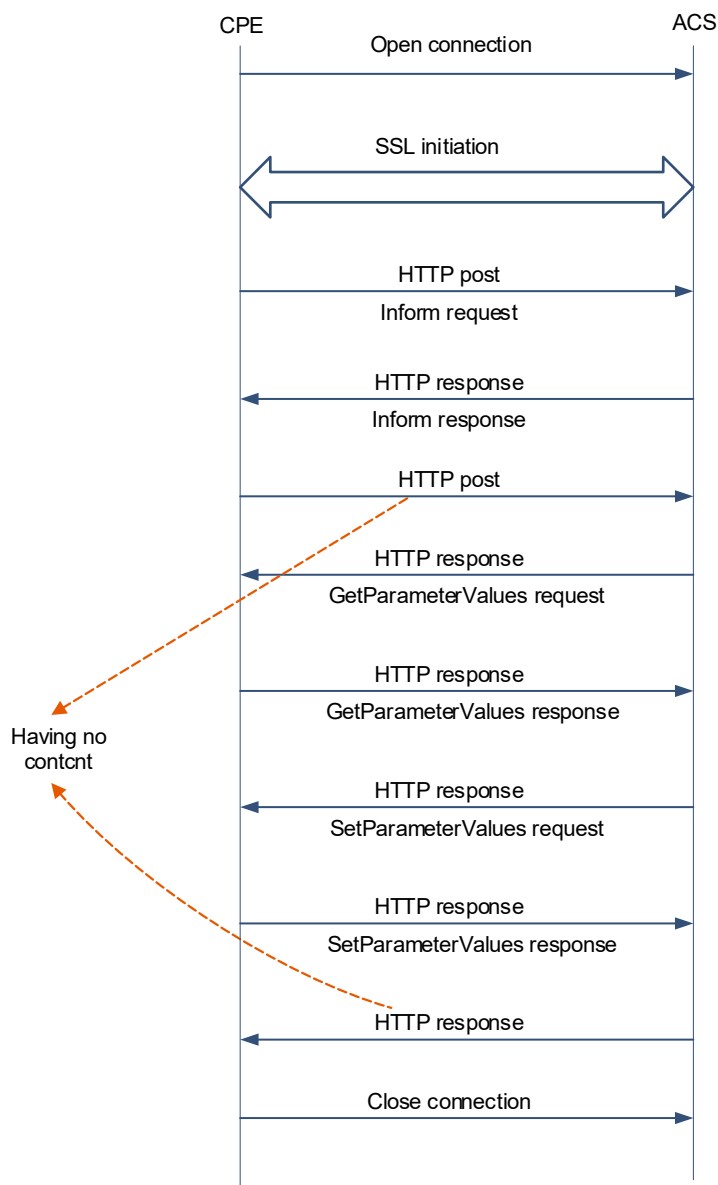 CPE
ACS
Open connection
SSL initiation
HTTP post
Inform request
HTTP response
Inform response
HTTP post
HTTP response
GetParameterValues request
HTTP response
GetParameterValues response
Having no
contcnt
HTTP response
SetParameterValues request
HTTP response
SetParameterValues response
HTTP response
Close connection